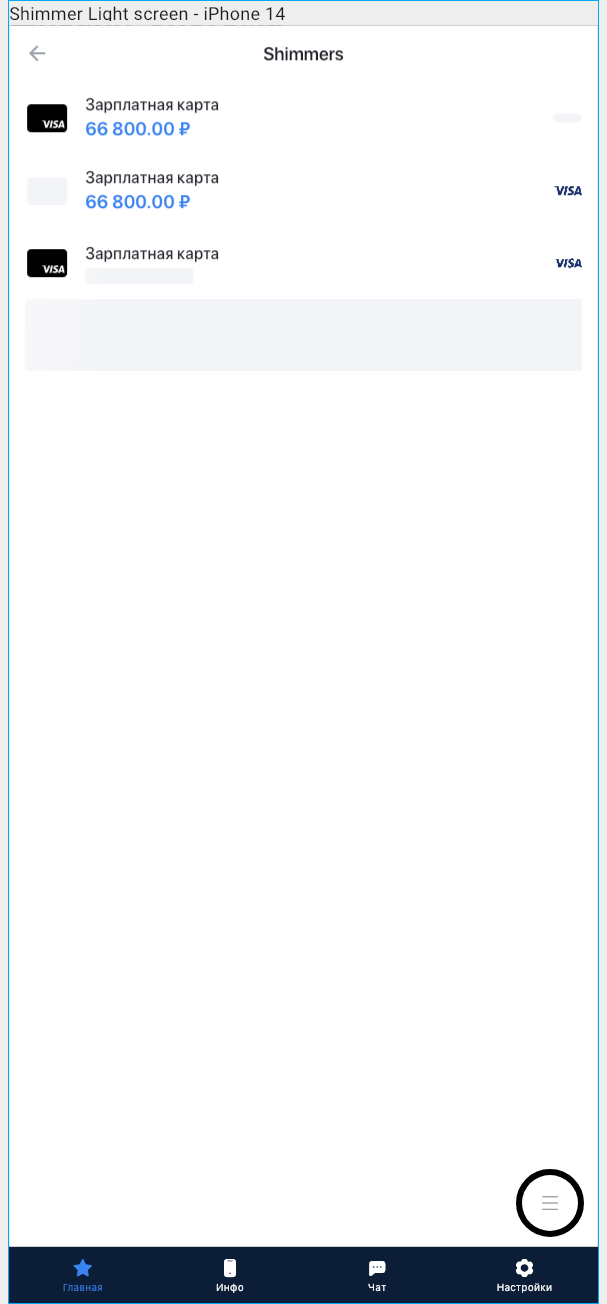 Shimmer Light screen - iPhone 14
Shimmers
Зарплатная карта
VISA
66 800.00 ₽
Зарплатная карта
66 800.00 ₽
VISA
Зарплатная карта
VISA
VISA
Главная
Инфо
Чат
Настройки